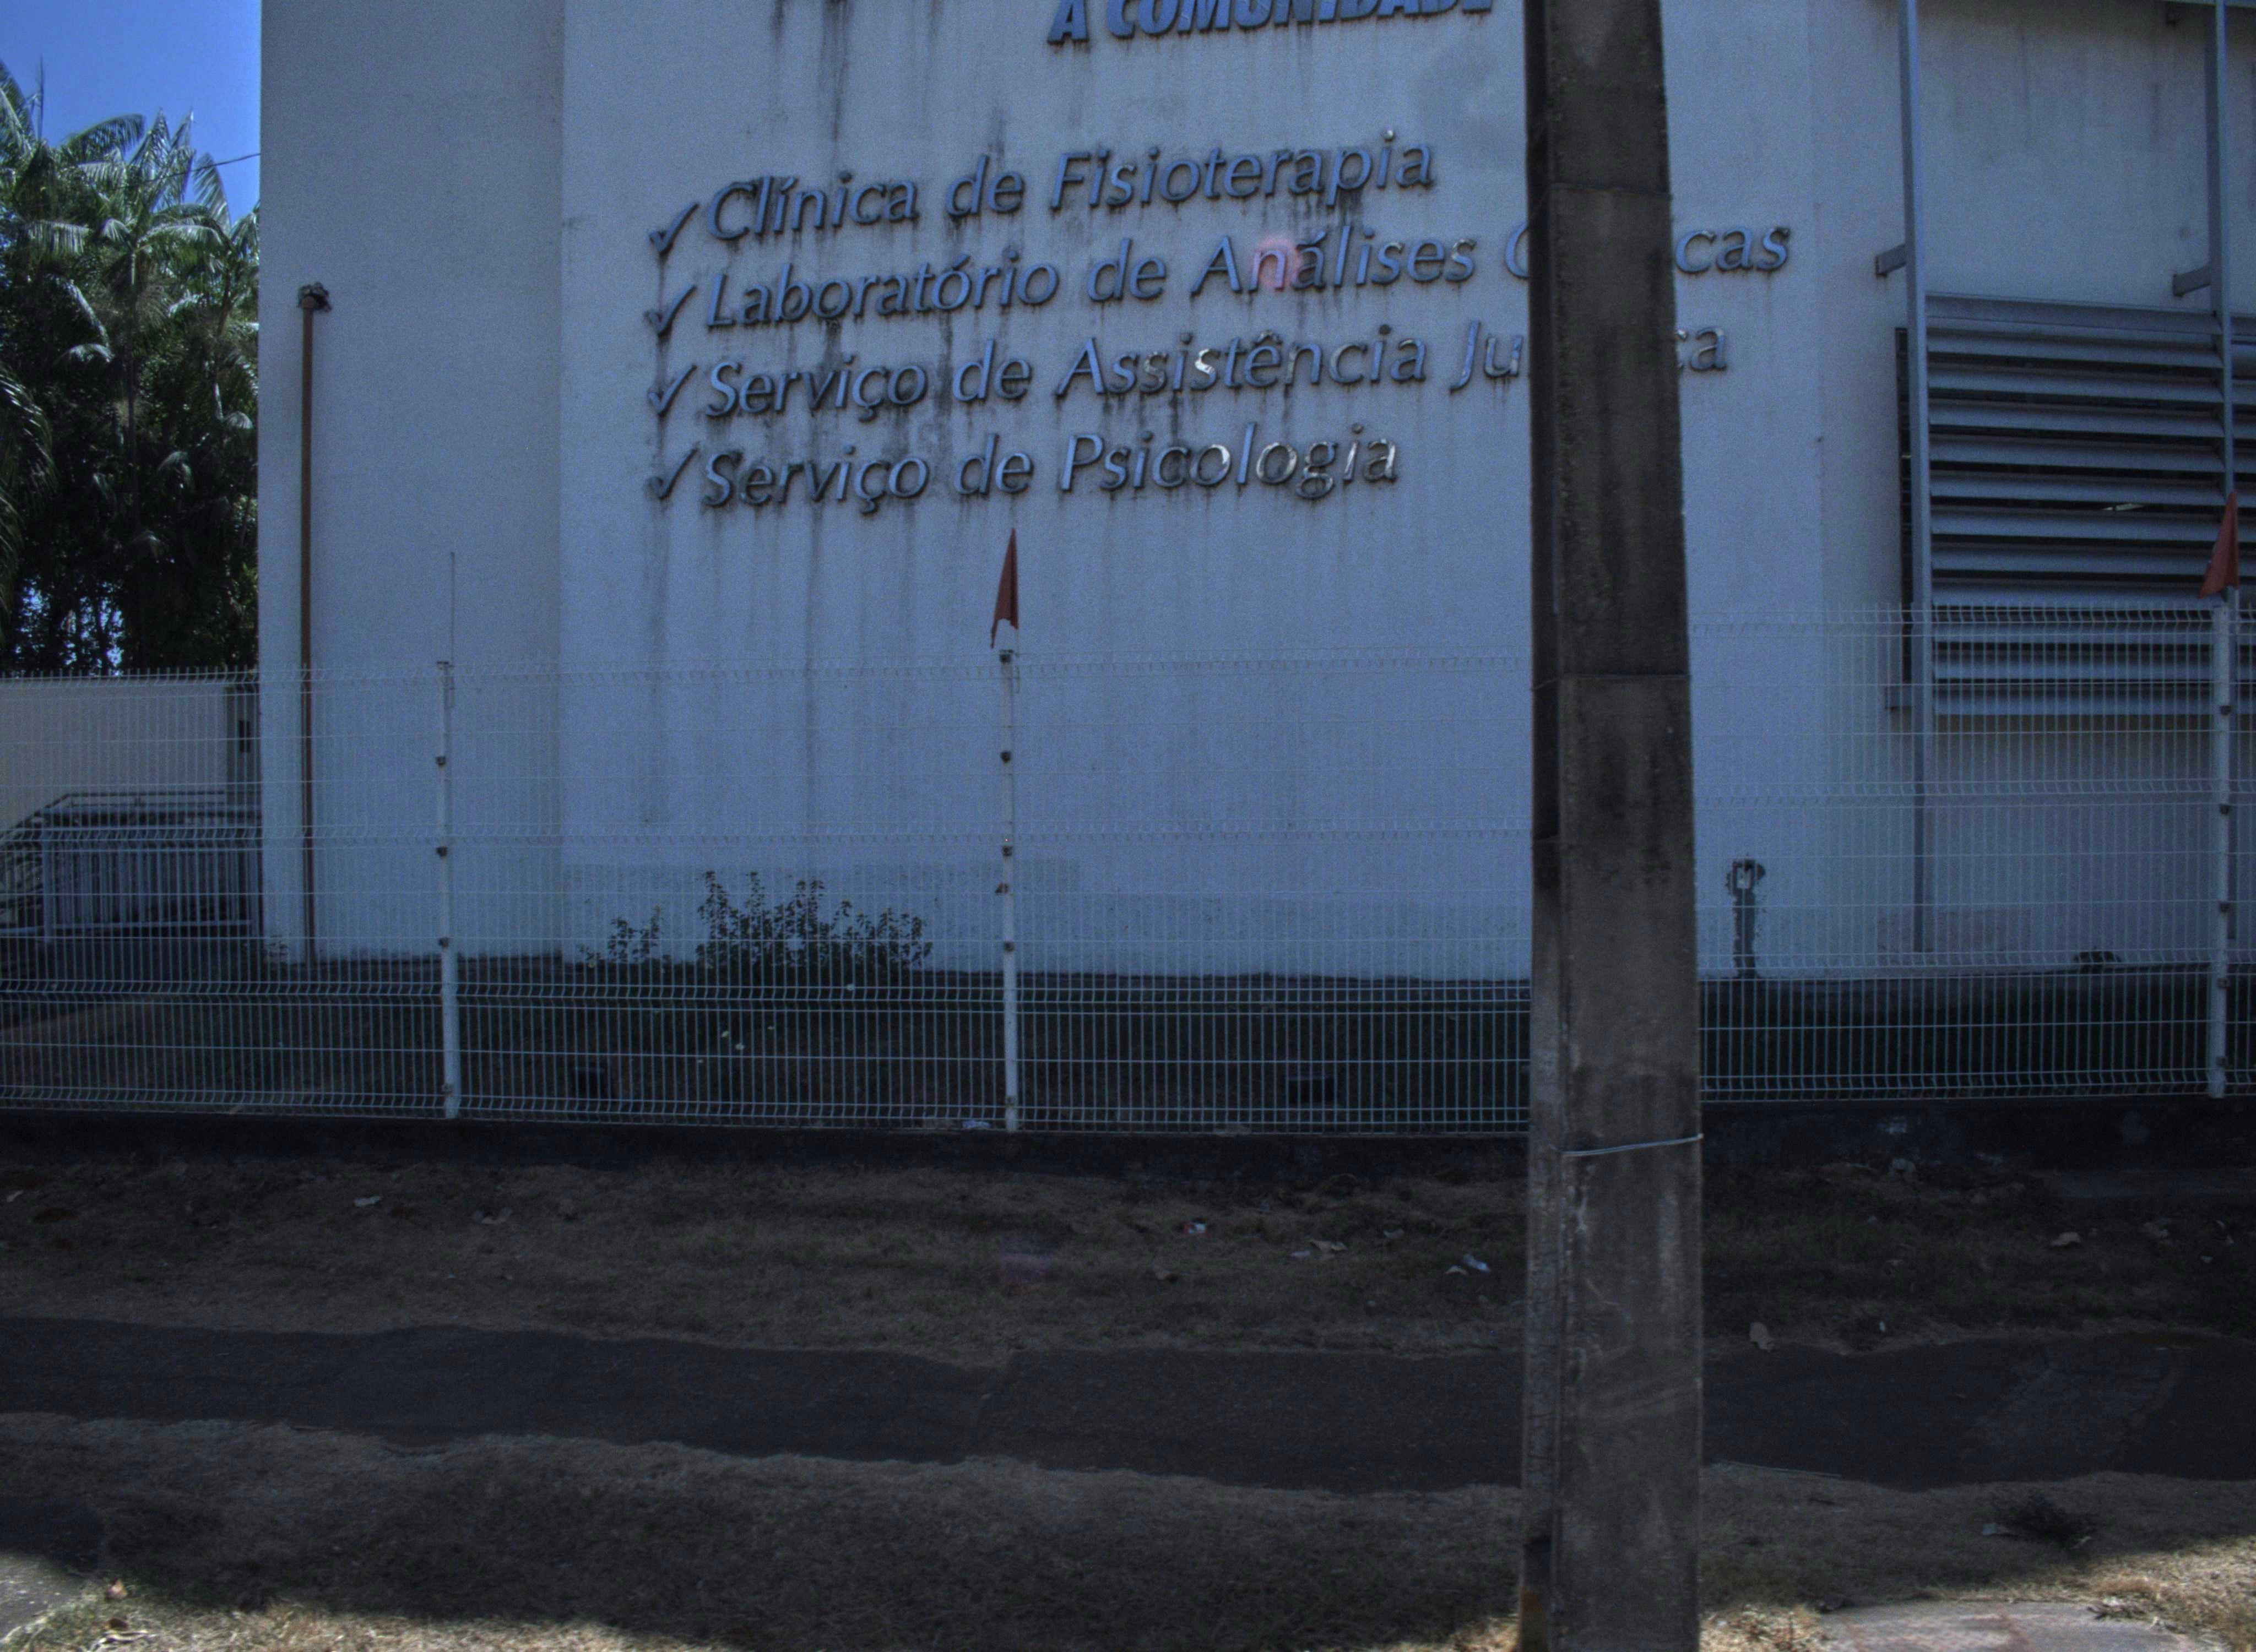 À COMUNIDADE
✓ Clínica de Fisioterapia
✓ Laboratório de Análises
✓ Serviço de Assistência
✓ Serviço de Psicologia